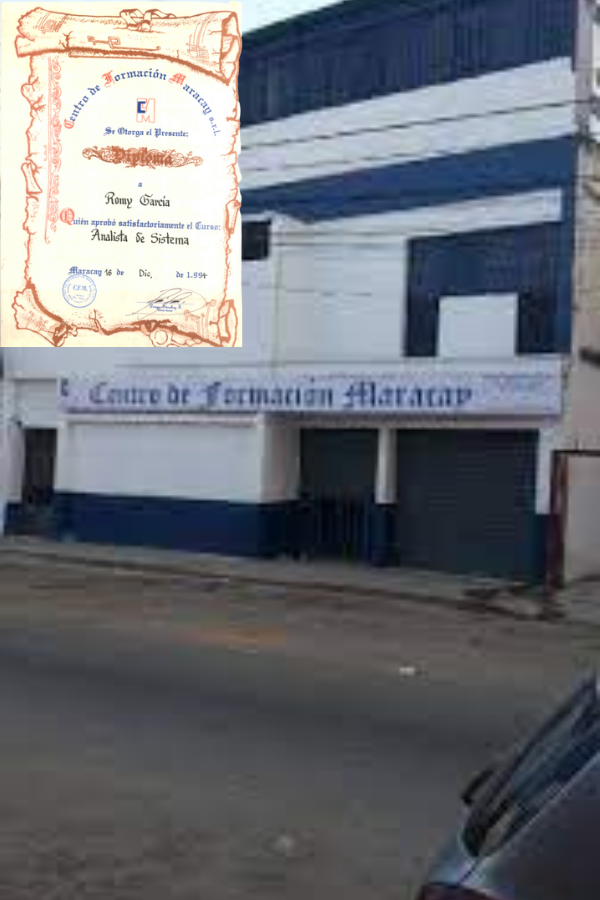 Centro de Formación Maracay s.r.l.
Se Otorga el Presente:
Diploma
a
Romy García
Quién aprobó satisfactoriamente el Curso:
Analista de Sistema
Maracay 16 de Dic. de 1.994
C.F.M.
Centro de Formación Maracay